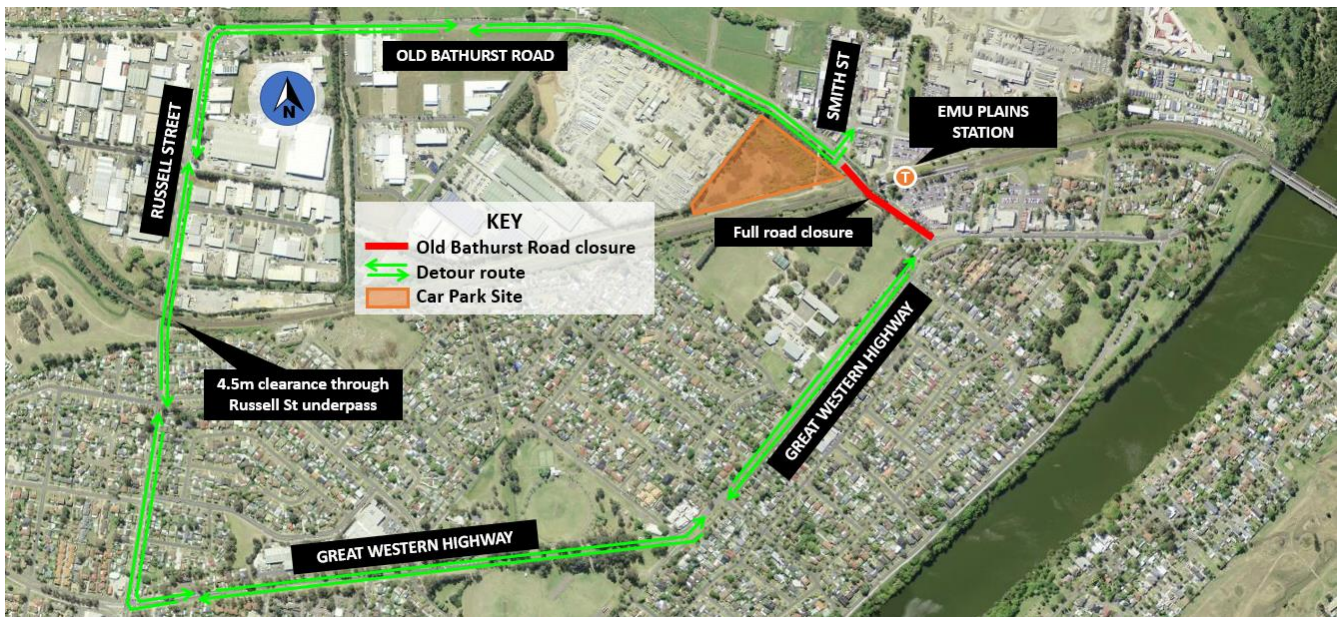 OLD BATHURST ROAD
SMITH ST
EMU PLAINS
STATION
N
RUSSELL STREET
T
KEY
Old Bathurst Road closure
Detour route
Car Park Site
Full road closure
4.5m clearance through
Russell St underpass
GREAT WESTERN HIGHWAY
GREAT WESTERN HIGHWAY